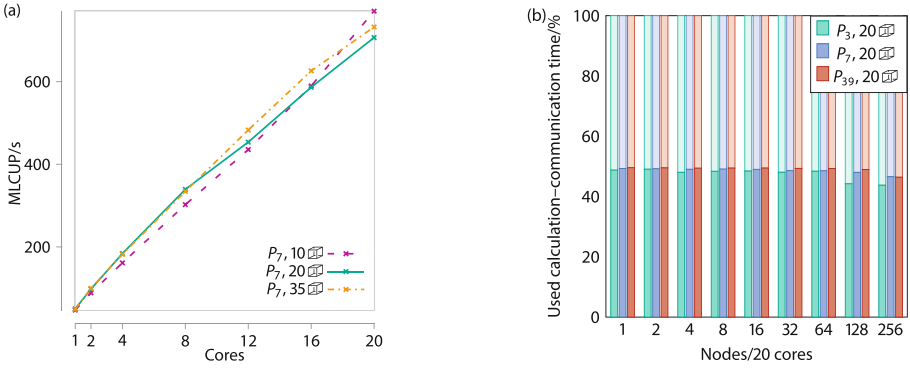 (a)
MLCUP/s
600
400
200
P7, 10
P7, 20
P7, 35
1 2 4 8 12 16 20
Cores
(b)
Used calculation–communication time/%
100
80
60
40
20
0
P3, 20
P7, 20
P39, 20
1 2 4 8 16 32 64 128 256
Nodes/20 cores